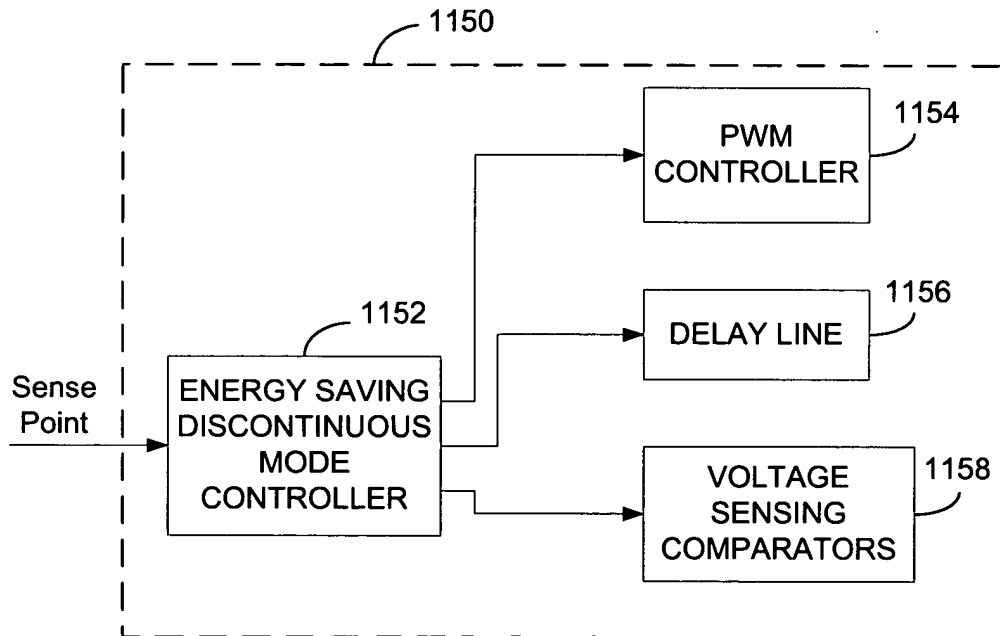 1150
1154
PWM
CONTROLLER
1156
DELAY LINE
1152
Sense
Point
ENERGY SAVING
DISCONTINUOUS
MODE
CONTROLLER
1158
VOLTAGE
SENSING
COMPARATORS